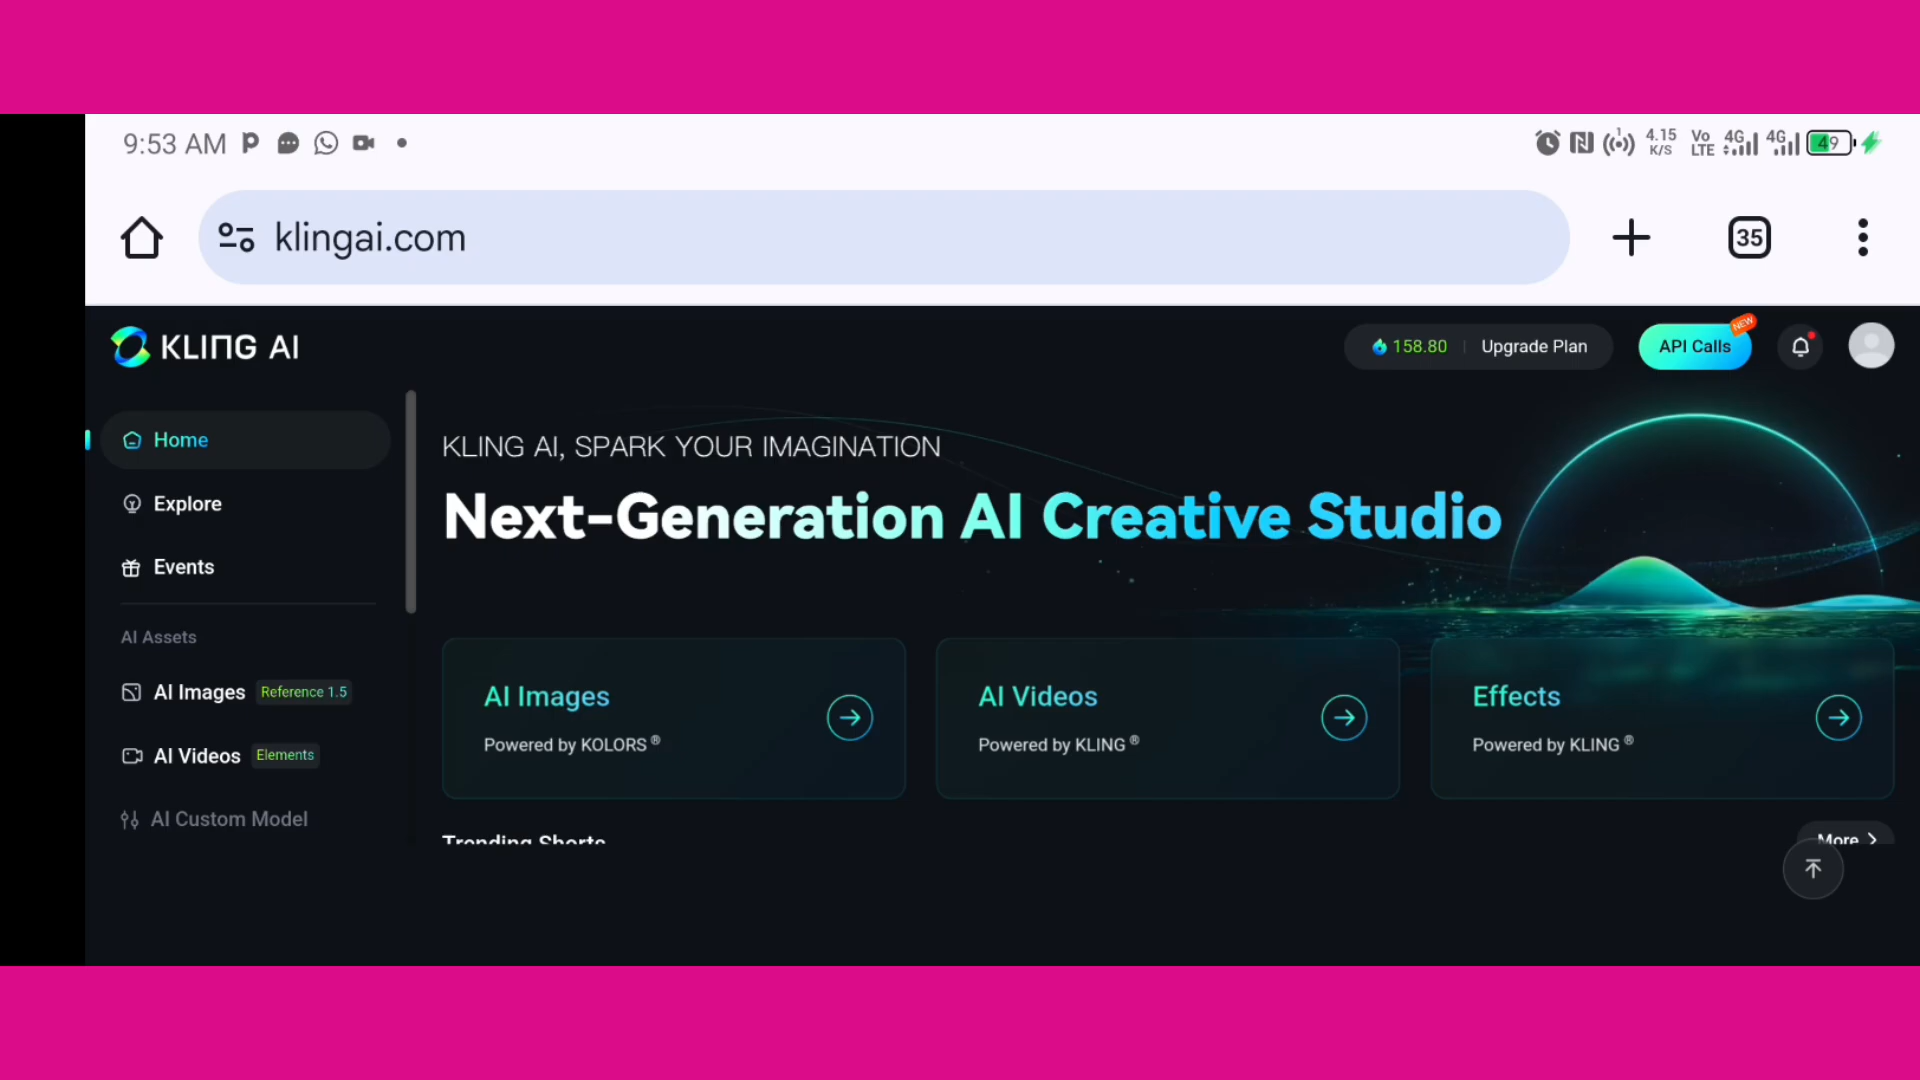 9:53 AM
4.15 K/S Vo LTE 4G 4G 49
klingai.com
35
KLING AI
158.80 | Upgrade Plan
API Calls
NEW
Home
Explore
Events
AI Assets
AI Images Reference 1.5
AI Videos Elements
AI Custom Model
KLING AI, SPARK YOUR IMAGINATION
Next-Generation AI Creative Studio
AI Images
Powered by KOLORS ®
AI Videos
Powered by KLING ®
Effects
Powered by KLING ®
Trending Shorts
More >